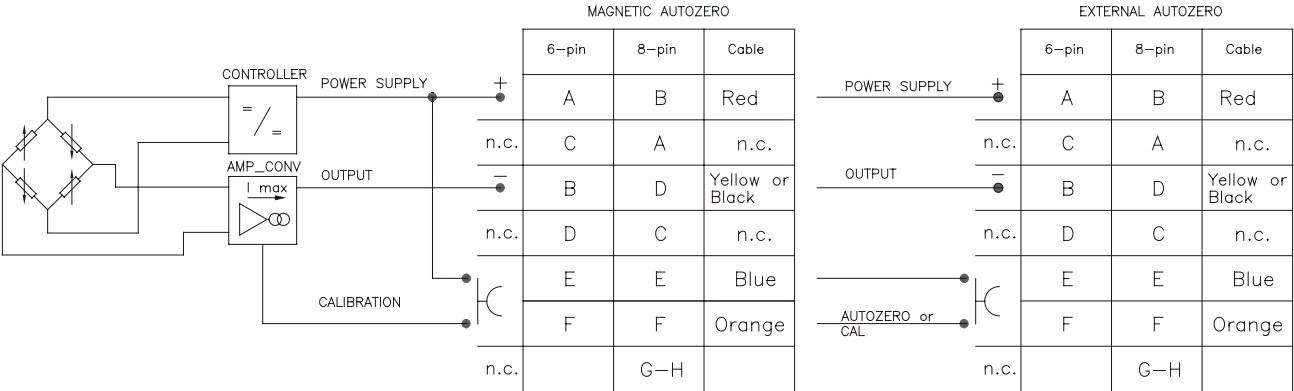 MAGNETIC AUTOZERO
6-pin 8-pin Cable
CONTROLLER
= / =
POWER SUPPLY + A B Red
n.c. C A n.c.
AMP_CONV
I max
OUTPUT - B D Yellow or
Black
n.c. D C n.c.
E E Blue
CALIBRATION F F Orange
n.c. G-H
EXTERNAL AUTOZERO
6-pin 8-pin Cable
POWER SUPPLY + A B Red
n.c. C A n.c.
OUTPUT - B D Yellow or
Black
n.c. D C n.c.
E E Blue
AUTOZERO or
CAL
F F Orange
n.c. G-H